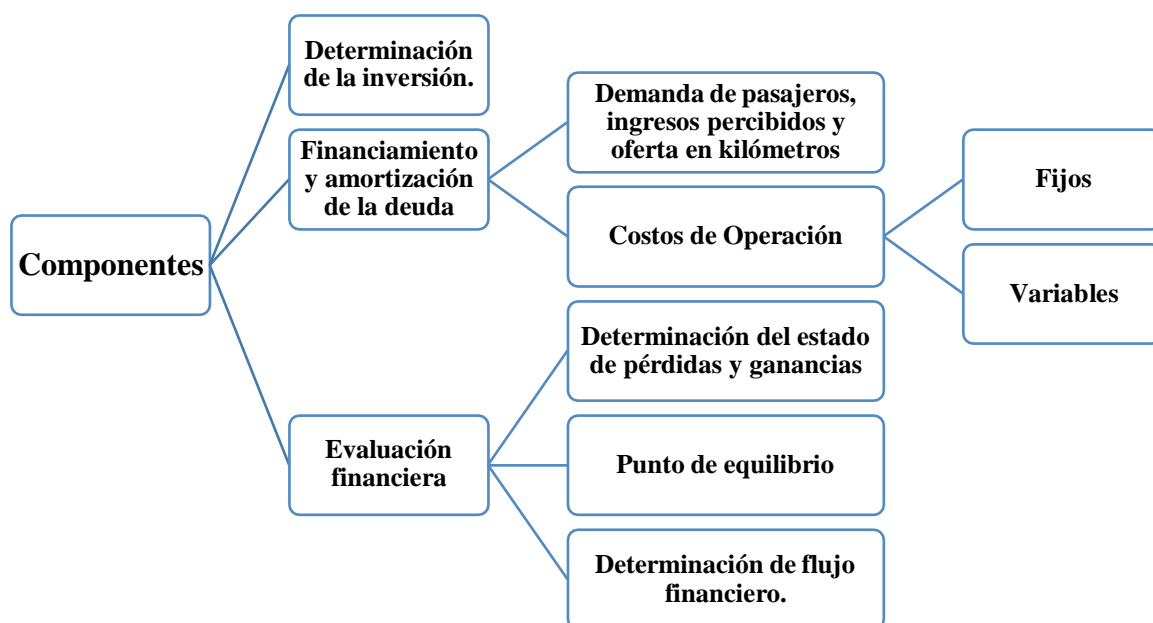 Componentes
Determinación
de la inversión.
Financiamiento
y amortización
de la deuda
Demanda de pasajeros,
ingresos percibidos y
oferta en kilómetros
Costos de Operación
Fijos
Variables
Evaluación
financiera
Determinación del estado
de pérdidas y ganancias
Punto de equilibrio
Determinación de flujo
financiero.